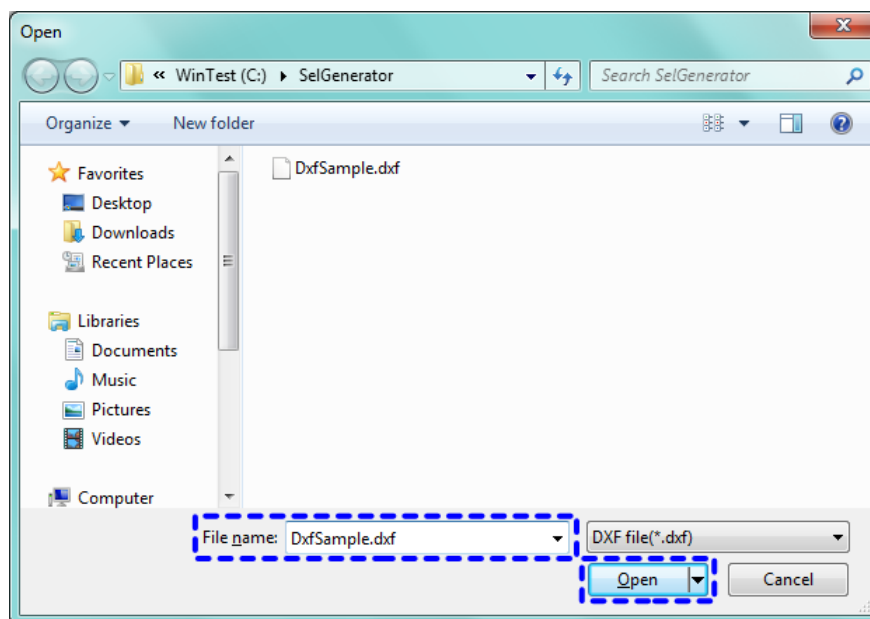 Open
« WinTest (C:) ▸ SelGenerator
Search SelGenerator
Organize
New folder
Favorites
Desktop
Downloads
Recent Places
Libraries
Documents
Music
Pictures
Videos
Computer
DxfSample.dxf
File name: DxfSample.dxf
DXF file(*.dxf)
Open
Cancel